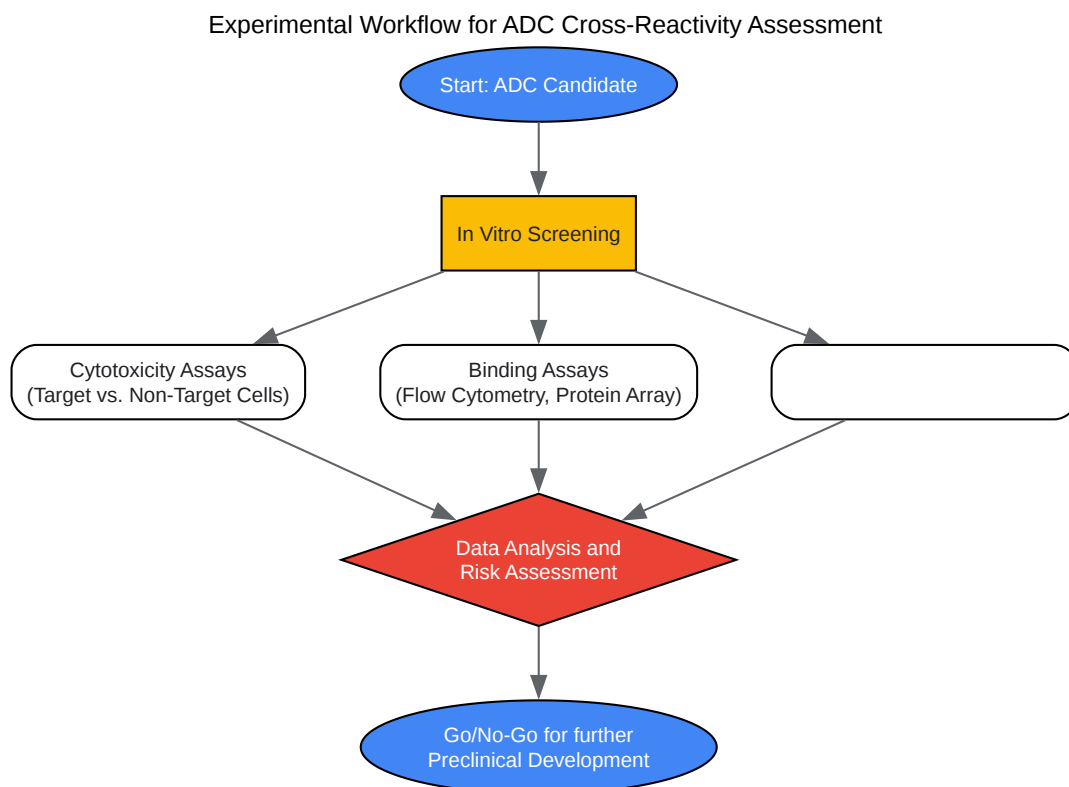 Experimental Workflow for ADC Cross-Reactivity Assessment
Start: ADC Candidate
In Vitro Screening
Cytotoxicity Assays
(Target vs. Non-Target Cells)
Binding Assays
(Flow Cytometry, Protein Array)
Data Analysis and
Risk Assessment
Go/No-Go for further
Preclinical Development